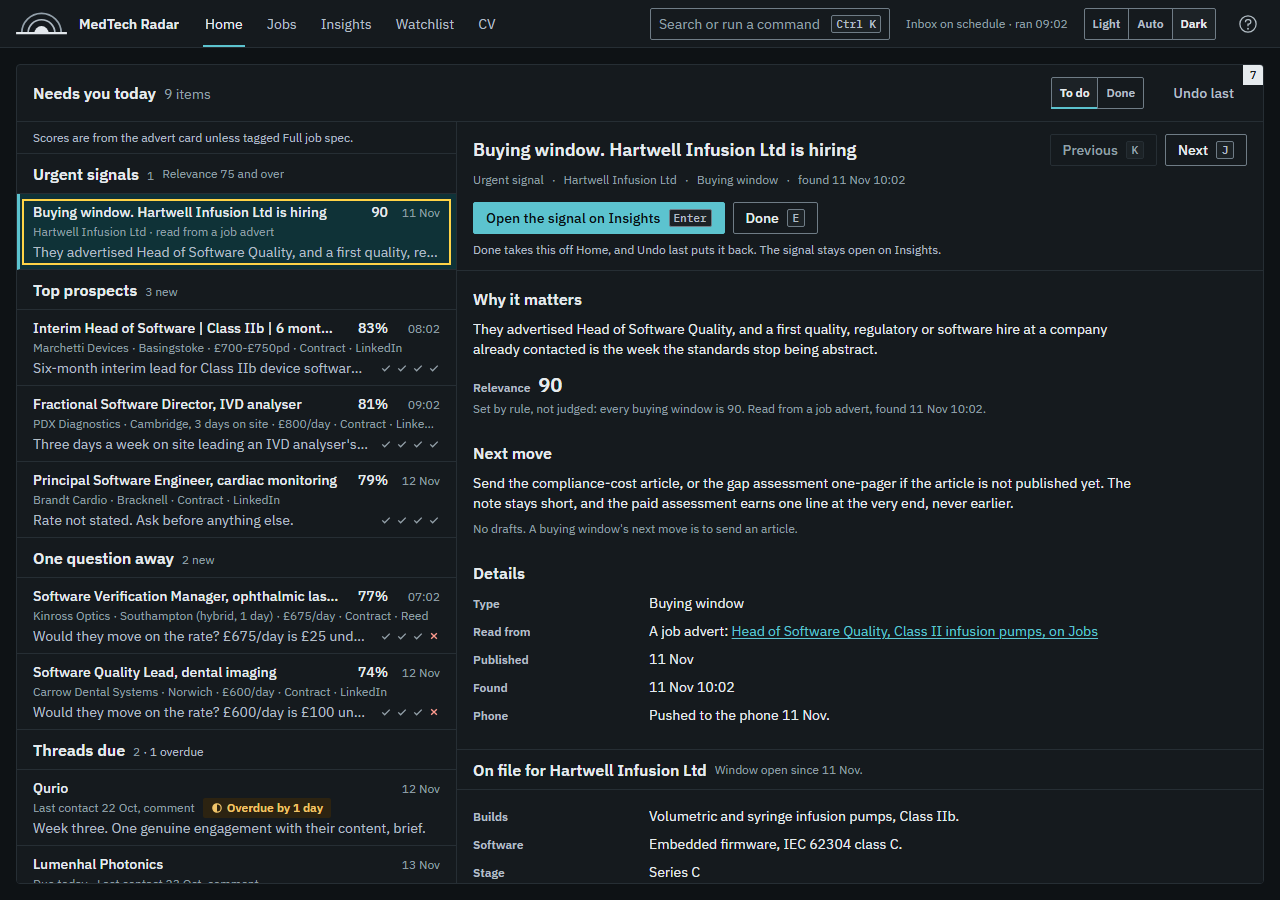 MedTech Radar
Home
Jobs
Insights
Watchlist
CV
Search or run a command
Ctrl K
Inbox on schedule · ran 09:02
Light
Auto
Dark
?
7
Needs you today 9 items
To do
Done
Undo last
Scores are from the advert card unless tagged Full job spec.
Urgent signals 1 Relevance 75 and over
Buying window. Hartwell Infusion Ltd is hiring 90 11 Nov
Hartwell Infusion Ltd · read from a job advert
They advertised Head of Software Quality, and a first quality, re...
Top prospects 3 new
Interim Head of Software | Class IIb | 6 mont... 83% 08:02
Marchetti Devices · Basingstoke · £700-£750pd · Contract · LinkedIn
Six-month interim lead for Class IIb device softwar...
Fractional Software Director, IVD analyser 81% 09:02
PDX Diagnostics · Cambridge, 3 days on site · £800/day · Contract · Linke...
Three days a week on site leading an IVD analyser's...
Principal Software Engineer, cardiac monitoring 79% 12 Nov
Brandt Cardio · Bracknell · Contract · LinkedIn
Rate not stated. Ask before anything else.
One question away 2 new
Software Verification Manager, ophthalmic las... 77% 07:02
Kinross Optics · Southampton (hybrid, 1 day) · £675/day · Contract · Reed
Would they move on the rate? £675/day is £25 und...
Software Quality Lead, dental imaging 74% 12 Nov
Carrow Dental Systems · Norwich · £600/day · Contract · LinkedIn
Would they move on the rate? £600/day is £100 un...
Threads due 2 · 1 overdue
Qurio 12 Nov
Last contact 22 Oct, comment Overdue by 1 day
Week three. One genuine engagement with their content, brief.
Lumenhal Photonics 13 Nov
Due today · Last contact 23 Oct, comment
Buying window. Hartwell Infusion Ltd is hiring
Previous K
Next J
Urgent signal · Hartwell Infusion Ltd · Buying window · found 11 Nov 10:02
Open the signal on Insights Enter
Done E
Done takes this off Home, and Undo last puts it back. The signal stays open on Insights.
Why it matters
They advertised Head of Software Quality, and a first quality, regulatory or software hire at a company
already contacted is the week the standards stop being abstract.
Relevance 90
Set by rule, not judged: every buying window is 90. Read from a job advert, found 11 Nov 10:02.
Next move
Send the compliance-cost article, or the gap assessment one-pager if the article is not published yet. The
note stays short, and the paid assessment earns one line at the very end, never earlier.
No drafts. A buying window's next move is to send an article.
Details
Type Buying window
Read from A job advert: Head of Software Quality, Class II infusion pumps, on Jobs
Published 11 Nov
Found 11 Nov 10:02
Phone Pushed to the phone 11 Nov.
On file for Hartwell Infusion Ltd Window open since 11 Nov.
Builds Volumetric and syringe infusion pumps, Class IIb.
Software Embedded firmware, IEC 62304 class C.
Stage Series C